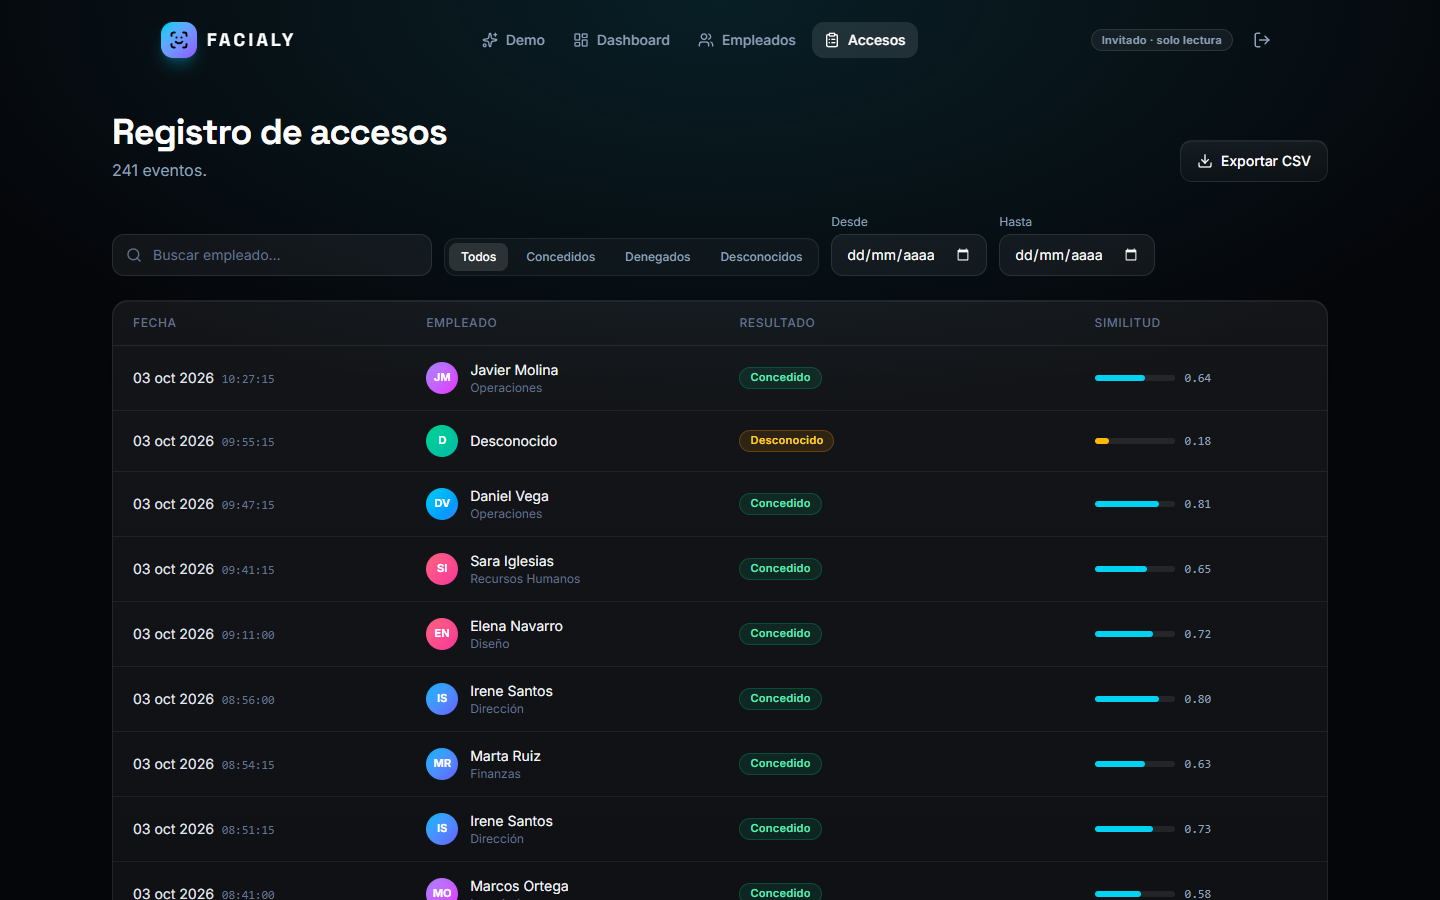 FACIALY
Demo
Dashboard
Empleados
Accesos
Invitado · solo lectura
Registro de accesos
241 eventos.
Exportar CSV
Desde
Hasta
Buscar empleado...
Todos
Concedidos
Denegados
Desconocidos
dd/mm/aaaa
dd/mm/aaaa
FECHA EMPLEADO RESULTADO SIMILITUD
03 oct 2026 10:27:15 JM Javier Molina Concedido 0.64
Operaciones
03 oct 2026 09:55:15 D Desconocido Desconocido 0.18
03 oct 2026 09:47:15 DV Daniel Vega Concedido 0.81
Operaciones
03 oct 2026 09:41:15 SI Sara Iglesias Concedido 0.65
Recursos Humanos
03 oct 2026 09:11:00 EN Elena Navarro Concedido 0.72
Diseño
03 oct 2026 08:56:00 IS Irene Santos Concedido 0.80
Dirección
03 oct 2026 08:54:15 MR Marta Ruiz Concedido 0.63
Finanzas
03 oct 2026 08:51:15 IS Irene Santos Concedido 0.73
Dirección
03 oct 2026 08:41:00 MO Marcos Ortega Concedido 0.58